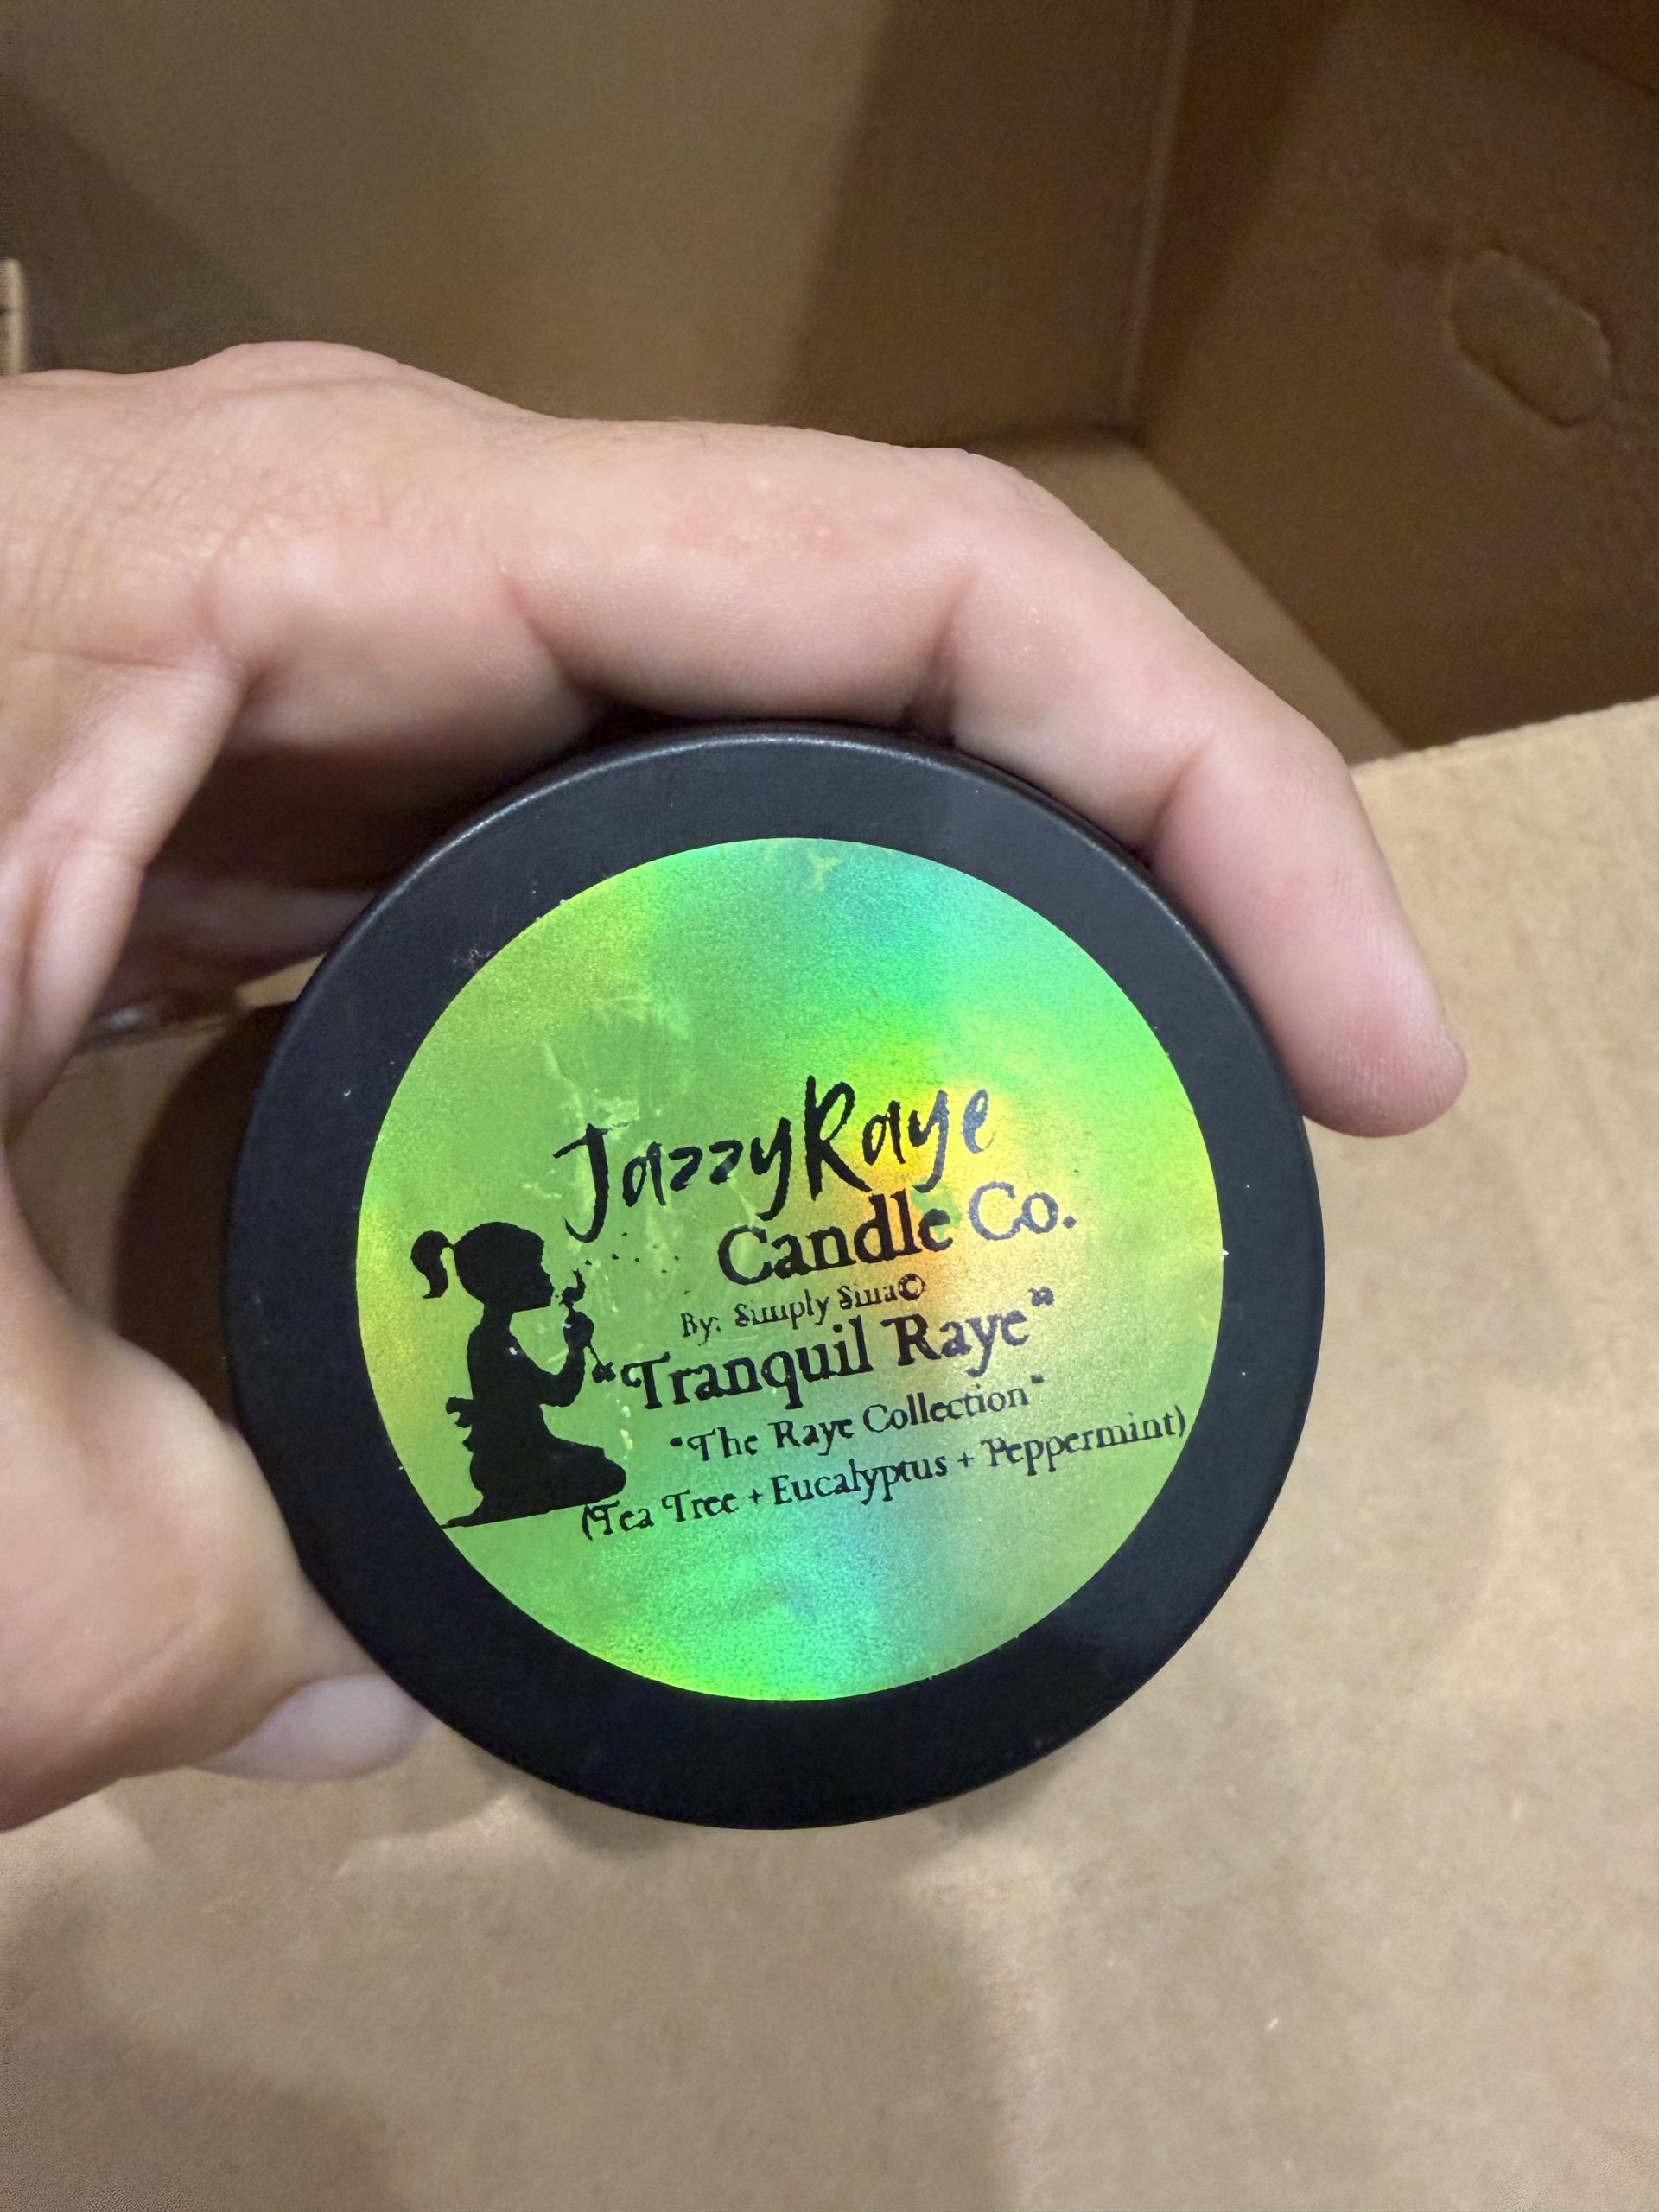 JazzyRaye
Candle Co.
By: Simply Sina©
"Tranquil Raye"
"The Raye Collection"
(Tea Tree + Eucalyptus + Peppermint)